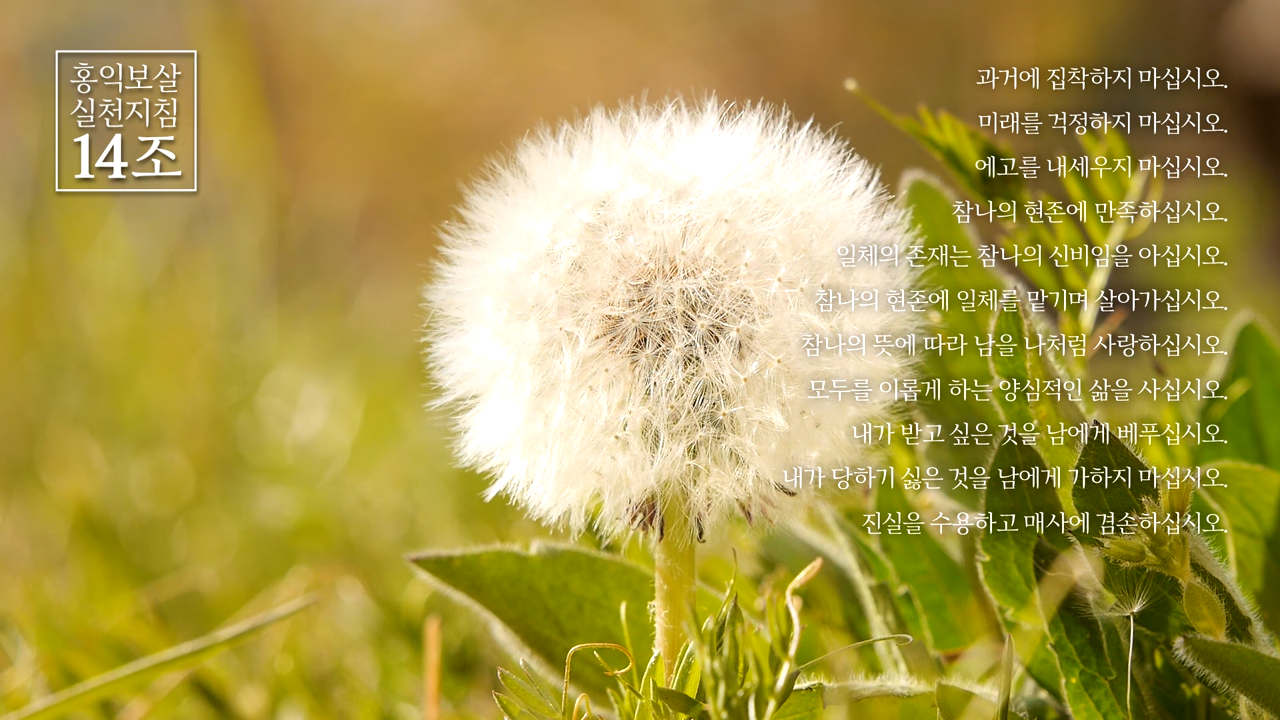 홍익보살
실천지침
14조
과거에 집착하지 마십시오.
미래를 걱정하지 마십시오.
에고를 내세우지 마십시오.
참나의 현존에 만족하십시오.
일체의 존재는 참나의 신비임을 아십시오.
참나의 현존에 일체를 맡기며 살아가십시오.
참나의 뜻에 따라 남을 나처럼 사랑하십시오.
모두를 이롭게 하는 양심적인 삶을 사십시오.
내가 받고 싶은 것을 남에게 베푸십시오.
내가 당하기 싫은 것을 남에게 가하지 마십시오.
진실을 수용하고 매사에 겸손하십시오.